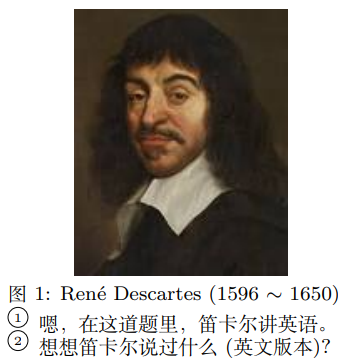 图 1: René Descartes (1596 ∼ 1650)
① 嗯，在这道题里，笛卡尔讲英语。
② 想想笛卡尔说过什么 (英文版本)?